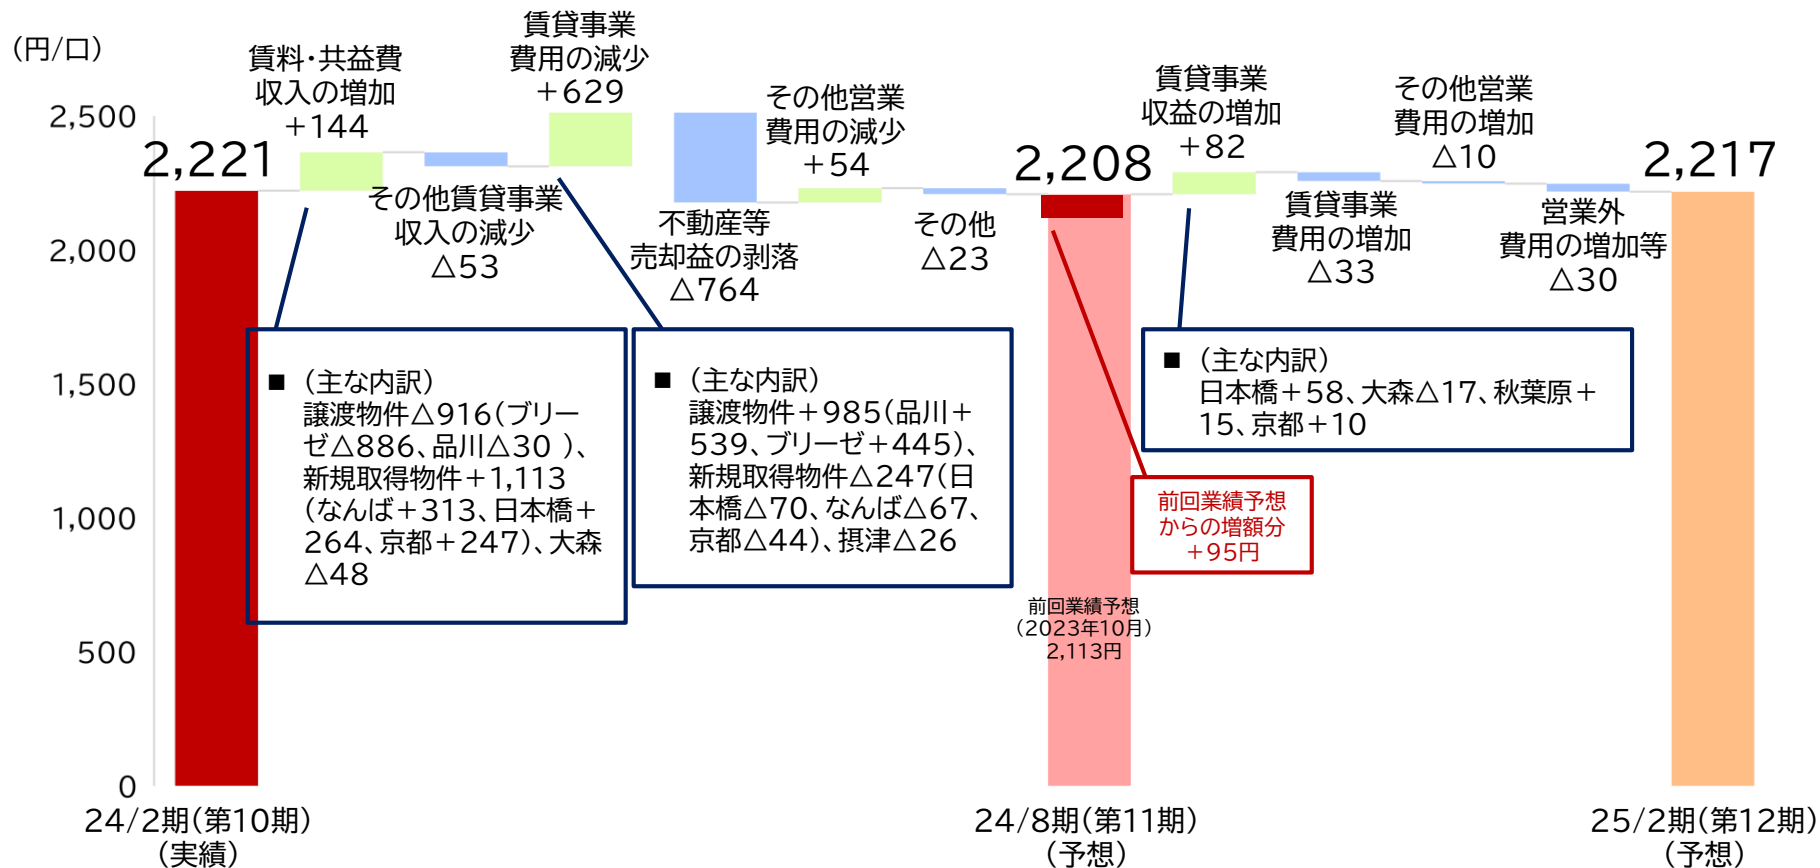 (円/口)
2,500
2,000
1,500
1,000
500
0
2,221
賃料・共益費
収入の増加
+144
その他賃貸事業
収入の減少
△53
賃貸事業
費用の減少
+629
不動産等
売却益の剥落
△764
その他営業
費用の減少
+54
その他
△23
2,208
賃貸事業
収益の増加
+82
賃貸事業
費用の増加
△33
その他営業
費用の増加
△10
営業外
費用の増加等
△30
2,217
■ (主な内訳)
譲渡物件△916(ブリー
ゼ△886、品川△30 )、
新規取得物件+1,113
(なんば+313、日本橋+
264、京都+247)、大森
△48
■ (主な内訳)
譲渡物件+985(品川+
539、ブリーゼ+445)、
新規取得物件△247(日
本橋△70、なんば△67、
京都△44)、摂津△26
■ (主な内訳)
日本橋+58、大森△17、秋葉原+
15、京都+10
前回業績予想
からの増額分
+95円
前回業績予想
(2023年10月)
2,113円
24/2期(第10期)
(実績)
24/8期(第11期)
(予想)
25/2期(第12期)
(予想)